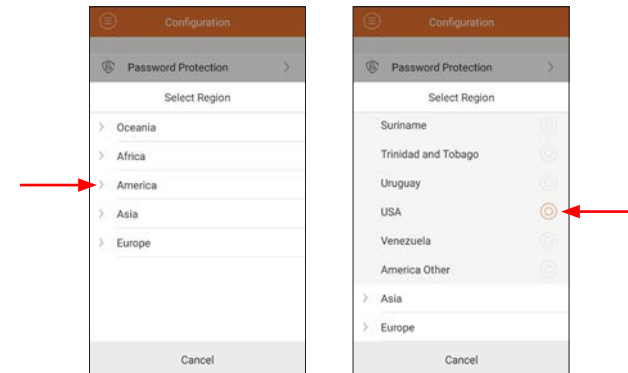 Configuration
Password Protection
Select Region
Oceania
Africa
America
Asia
Europe
Cancel
Configuration
Password Protection
Select Region
Suriname
Trinidad and Tobago
Uruguay
USA
Venezuela
America Other
Asia
Europe
Cancel